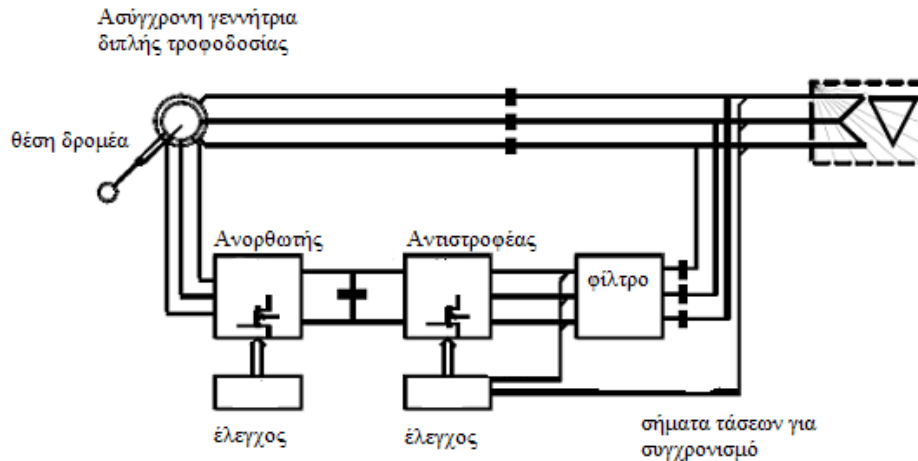 Ασύγχρονη γεννήτρια
διπλής τροφοδοσίας
θέση δρομέα
Ανορθωτής
Αντιστροφέας
φίλτρο
έλεγχος
έλεγχος
σήματα τάσεων για
συγχρονισμό